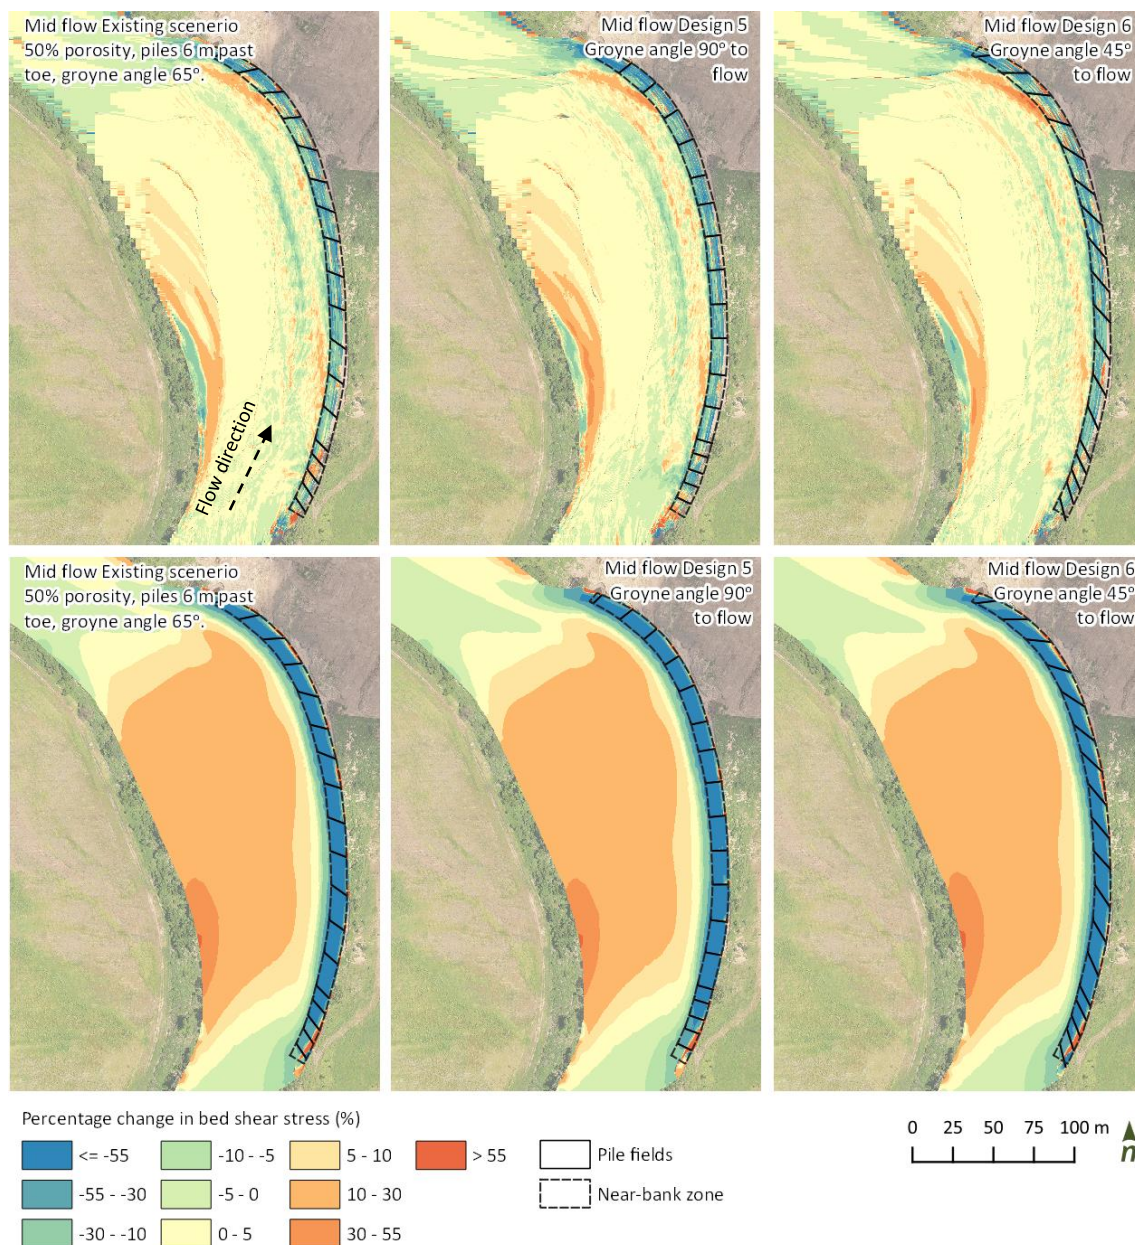 Mid flow Existing scenerio
50% porosity, piles 6 m past
toe, groyne angle 65°.
Mid flow Design 5
Groyne angle 90° to
flow
Mid flow Design 6
Groyne angle 45°
to flow
Flow direction
Mid flow Existing scenerio
50% porosity, piles 6 m past
toe, groyne angle 65°.
Mid flow Design 5
Groyne angle 90°
to flow
Mid flow Design 6
Groyne angle 45°
to flow
Percentage change in bed shear stress (%)
<= -55
-55 - -30
-30 - -10
-10 - -5
-5 - 0
0 - 5
5 - 10
10 - 30
30 - 55
> 55
Pile fields
Near-bank zone
0 25 50 75 100 m
n